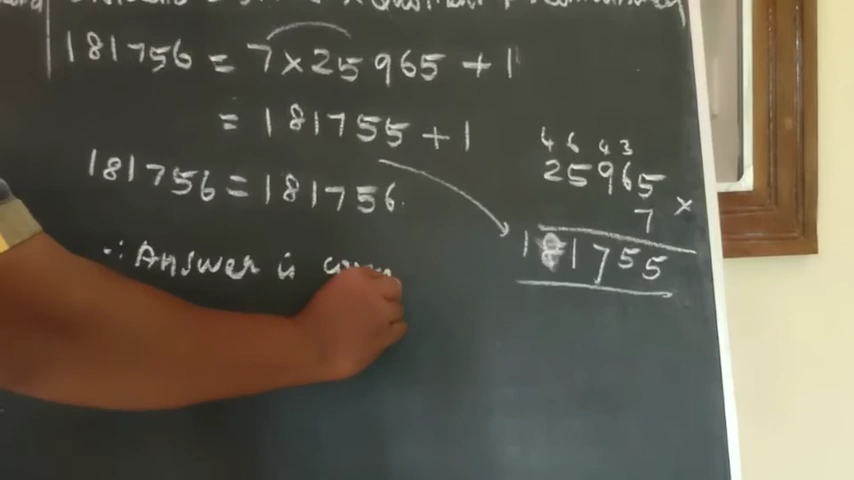 181756 = 7 × 25965 + 1
= 181755 + 1
181756 = 181756.
∴ Answer is
4 6 4 3
25965
7 ×
181755